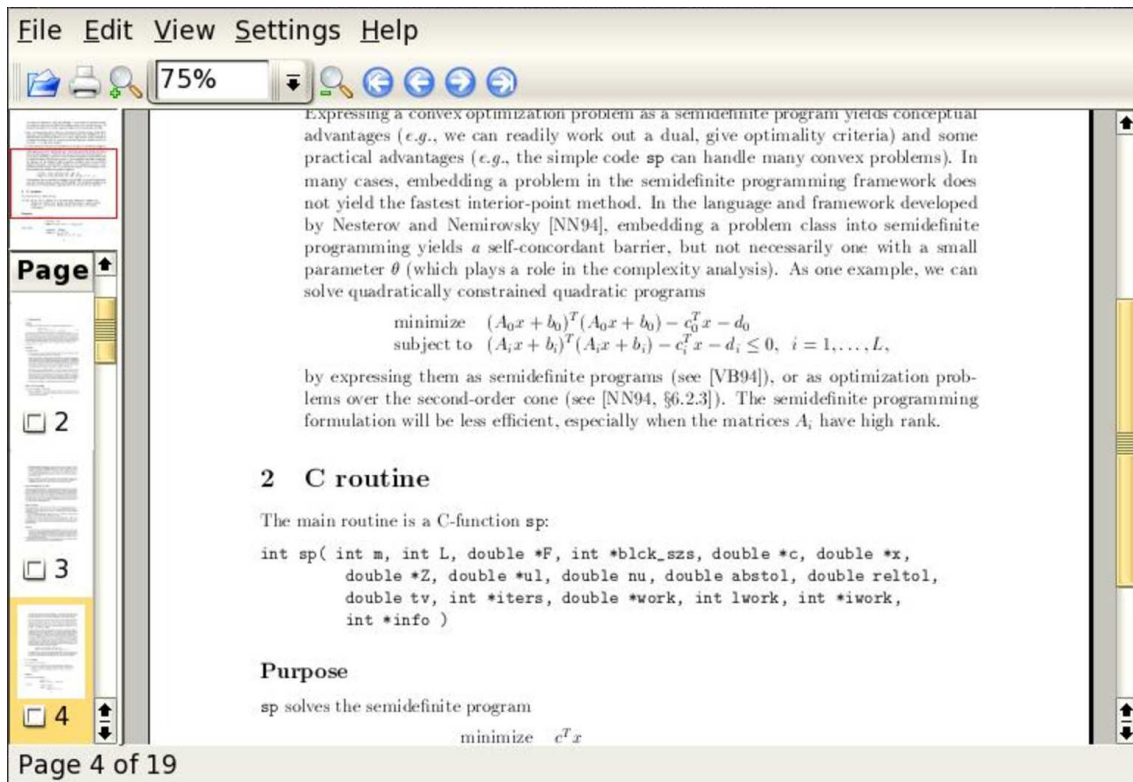 File Edit View Settings Help
75%
Expressing a convex optimization problem as a semidefinite program yields conceptual
advantages (e.g., we can readily work out a dual, give optimality criteria) and some
practical advantages (e.g., the simple code sp can handle many convex problems). In
many cases, embedding a problem in the semidefinite programming framework does
not yield the fastest interior-point method. In the language and framework developed
by Nesterov and Nemirovsky [NN94], embedding a problem class into semidefinite
programming yields a self-concordant barrier, but not necessarily one with a small
parameter θ (which plays a role in the complexity analysis). As one example, we can
solve quadratically constrained quadratic programs
minimize (A₀x + b₀)ᵀ(A₀x + b₀) − c₀ᵀx − d₀
subject to (Aᵢx + bᵢ)ᵀ(Aᵢx + bᵢ) − cᵢᵀx − dᵢ ≤ 0, i = 1, . . . , L,
by expressing them as semidefinite programs (see [VB94]), or as optimization prob-
lems over the second-order cone (see [NN94, §6.2.3]). The semidefinite programming
formulation will be less efficient, especially when the matrices Aᵢ have high rank.
2 C routine
The main routine is a C-function sp:
int sp( int m, int L, double *F, int *blck_szs, double *c, double *x,
double *Z, double *ul, double nu, double abstol, double reltol,
double tv, int *iters, double *work, int lwork, int *iwork,
int *info )
Purpose
sp solves the semidefinite program
minimize cᵀx
Page
2
3
4
Page 4 of 19